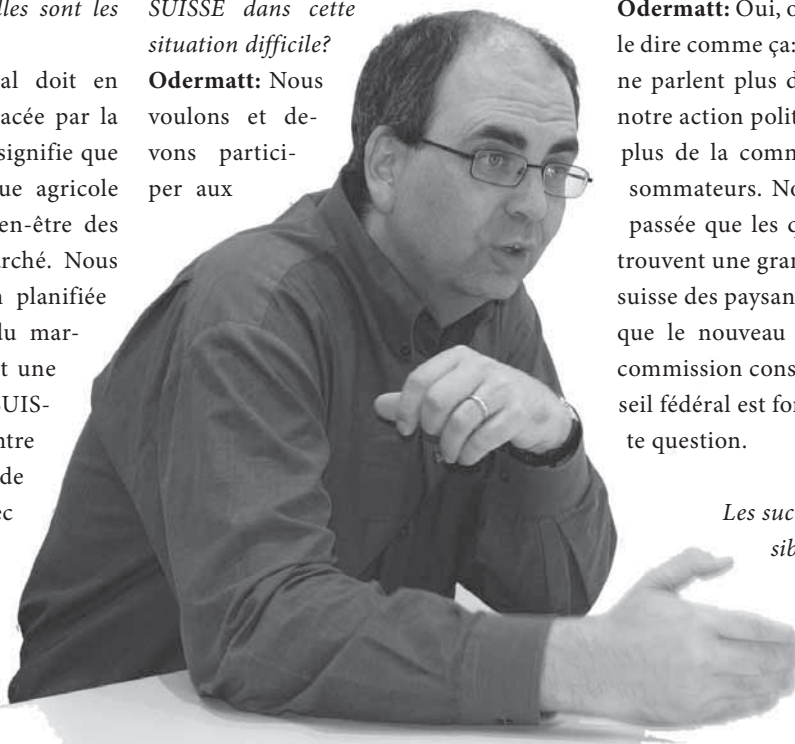 lles sont les
al doit en
acée par la
signifie que
ue agricole
en-être des
rché. Nous
n planifiée
du mar-
t une
SUIS-
ntre
de
ec
SUISSE dans cette
situation difficile?
Odermatt: Nous
voulons et de-
vons partici-
per aux
Odermatt: Oui, o
le dire comme ça:
ne parlent plus d
notre action polit
plus de la comm
sommateurs. No
passée que les q
trouvent une gran
suisse des paysan
que le nouveau
commission cons
seil fédéral est for
te question.
Les suc
sib